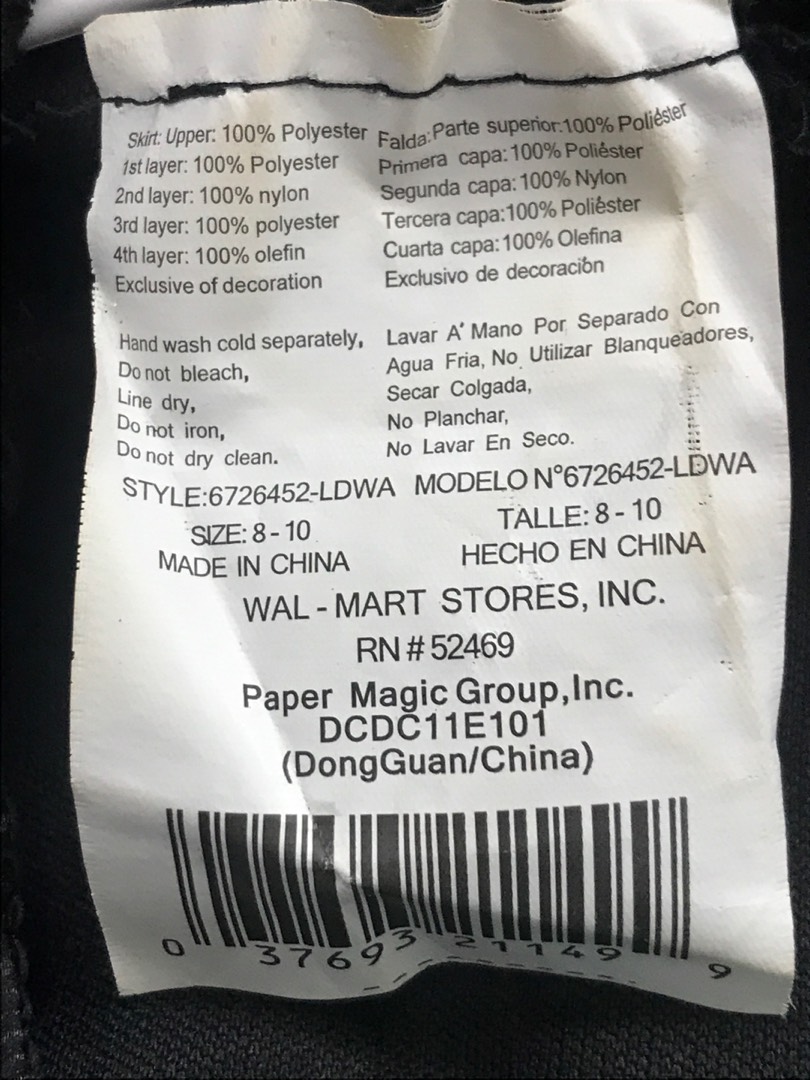 Skirt: Upper: 100% Polyester
1st layer: 100% Polyester
2nd layer: 100% nylon
3rd layer: 100% polyester
4th layer: 100% olefin
Exclusive of decoration
Falda: Parte superior: 100% Poliéster
Primera capa: 100% Poliéster
Segunda capa: 100% Nylon
Tercera capa: 100% Poliéster
Cuarta capa: 100% Olefina
Exclusivo de decoración
Hand wash cold separately,
Do not bleach,
Line dry,
Do not iron,
Do not dry clean.
Lavar A' Mano Por Separado Con
Agua Fria, No Utilizar Blanqueadores,
Secar Colgada,
No Planchar,
No Lavar En Seco.
STYLE:6726452-LDWA MODELO N°6726452-LDWA
SIZE: 8 - 10 TALLE: 8 - 10
MADE IN CHINA HECHO EN CHINA
WAL - MART STORES, INC.
RN # 52469
Paper Magic Group,Inc.
DCDC11E101
(DongGuan/China)
0 37693 21149 9